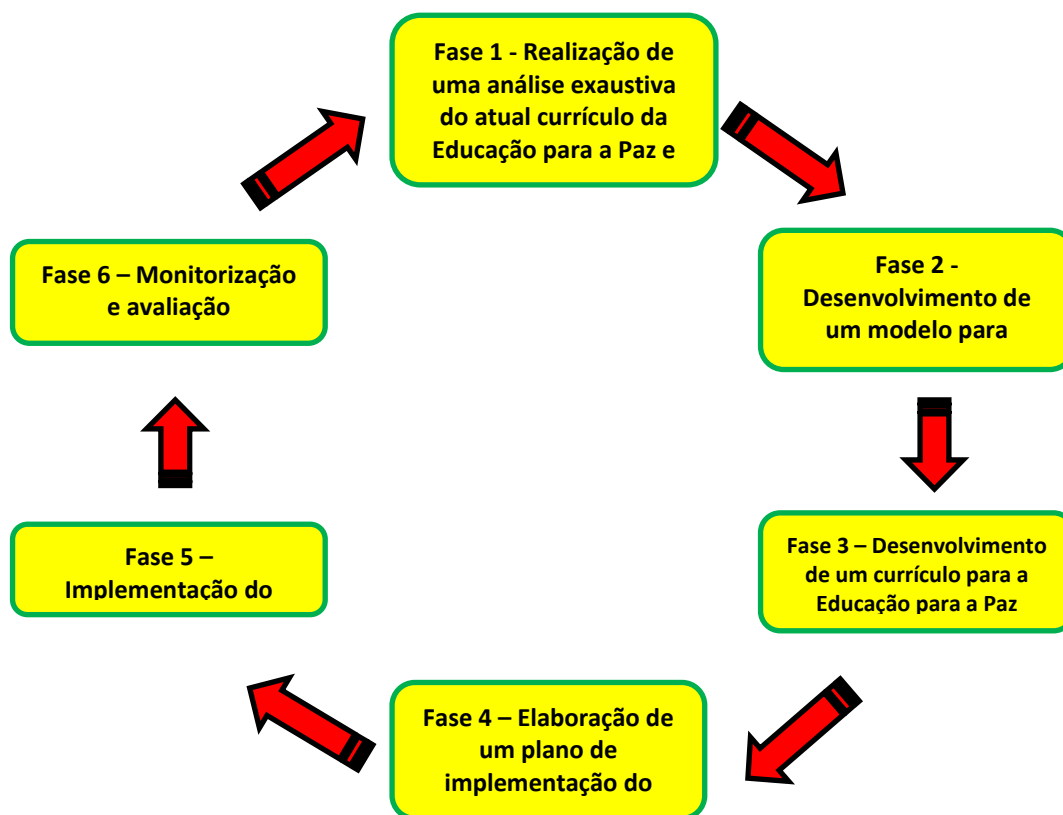 Fase 1 - Realização de
uma análise exaustiva
do atual currículo da
Educação para a Paz e
Fase 2 -
Desenvolvimento de
um modelo para
Fase 3 – Desenvolvimento
de um currículo para a
Educação para a Paz
Fase 4 – Elaboração de
um plano de
implementação do
Fase 5 –
Implementação do
Fase 6 – Monitorização
e avaliação